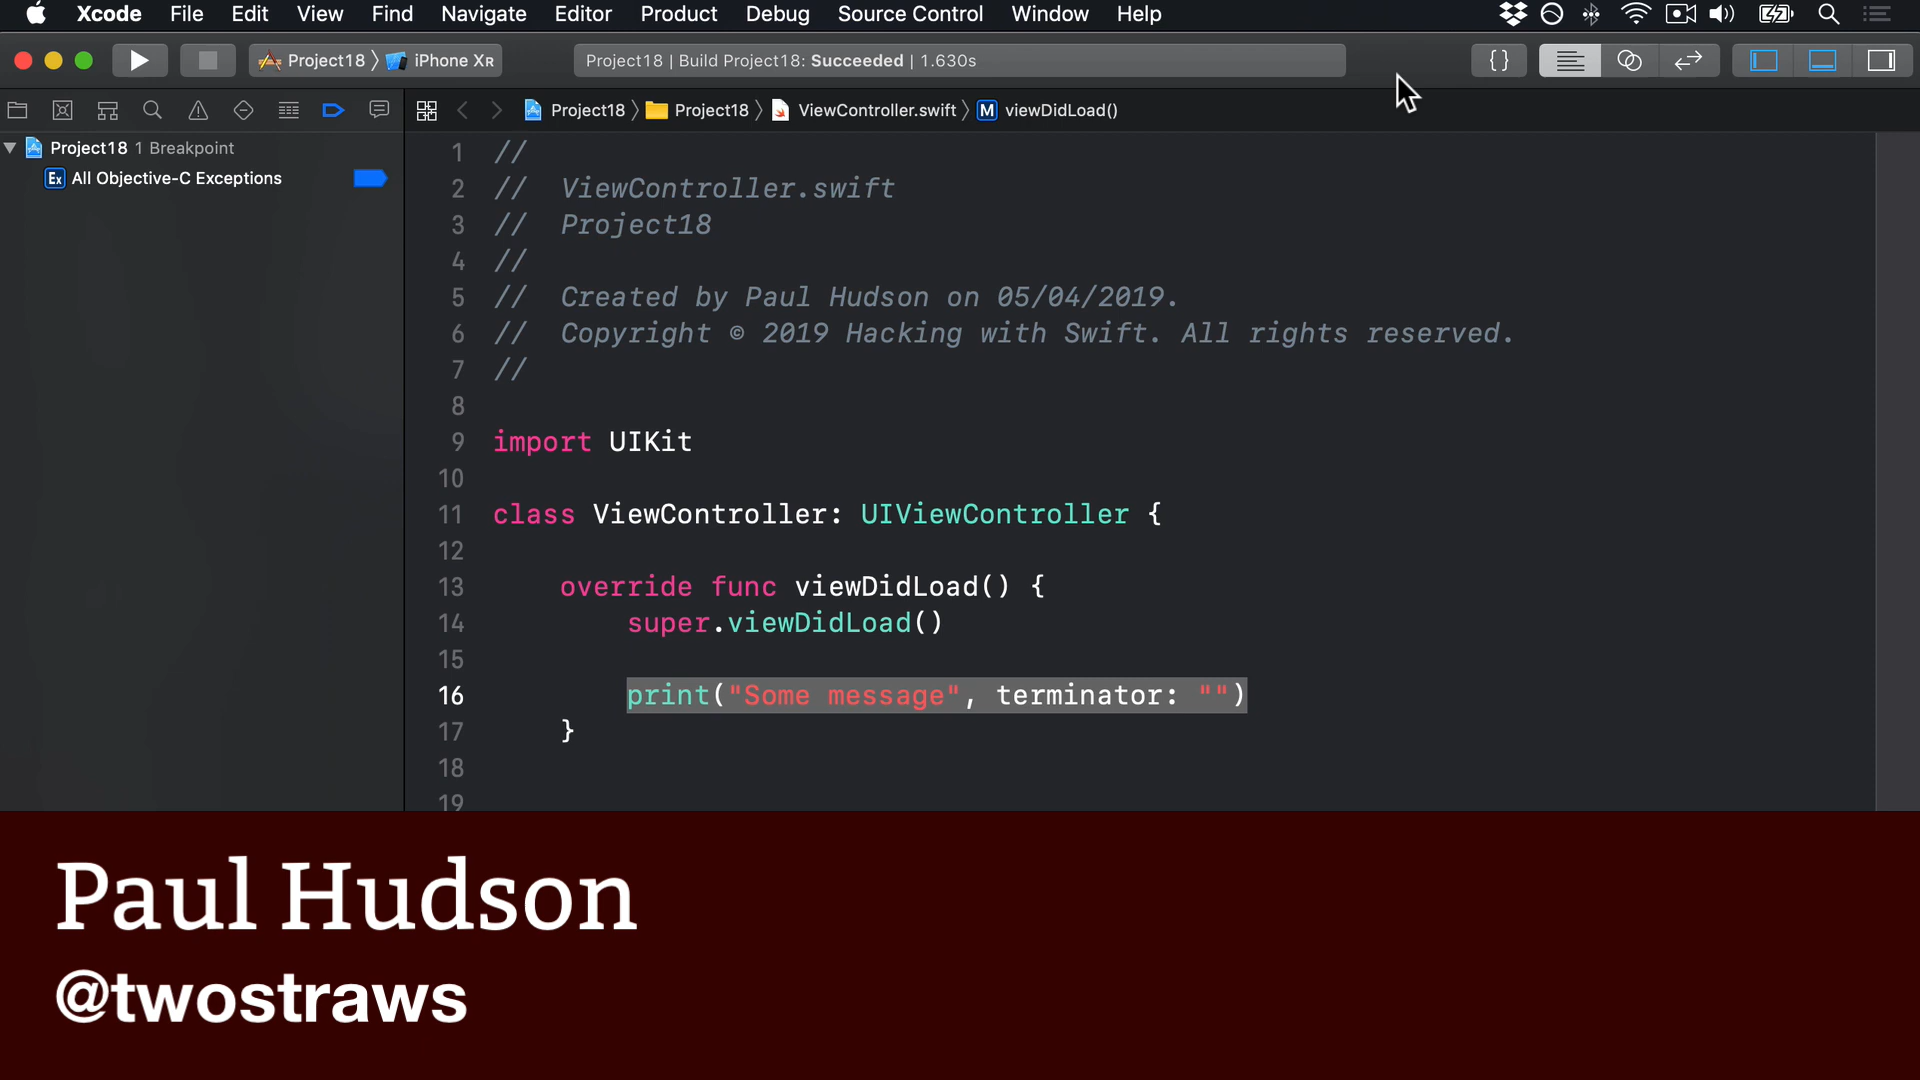 Xcode File Edit View Find Navigate Editor Product Debug Source Control Window Help
Project18 iPhone XR
Project18 | Build Project18: Succeeded | 1.630s
{}
Project18 Project18 ViewController.swift M viewDidLoad()
Project18 1 Breakpoint
Ex All Objective-C Exceptions
1 //
2 // ViewController.swift
3 // Project18
4 //
5 // Created by Paul Hudson on 05/04/2019.
6 // Copyright © 2019 Hacking with Swift. All rights reserved.
7 //
8
9 import UIKit
10
11 class ViewController: UIViewController {
12
13 override func viewDidLoad() {
14 super.viewDidLoad()
15
16 print("Some message", terminator: "")
17 }
18
19
Paul Hudson
@twostraws